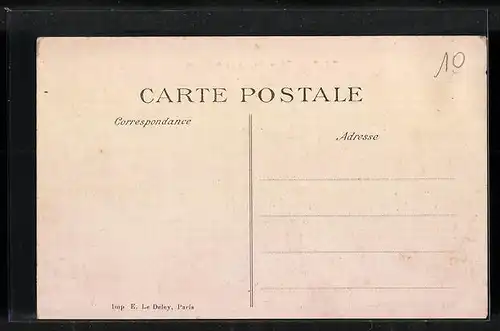 10
CARTE POSTALE
Correspondance
Adresse
Imp E. Le Deley, Paris